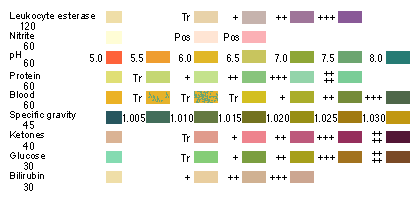 Leukocyte esterase Tr + ++ +++
120
Nitrite Pos Pos
60
pH 5.0 5.5 6.0 6.5 7.0 7.5 8.0
60
Protein Tr + ++ +++ ++++
60
Blood Tr Tr Tr + ++ +++
60
Specific gravity 1.005 1.010 1.015 1.020 1.025 1.030
45
Ketones Tr + ++ +++ ++++
40
Glucose Tr + ++ +++ ++++
30
Bilirubin + ++ +++
30